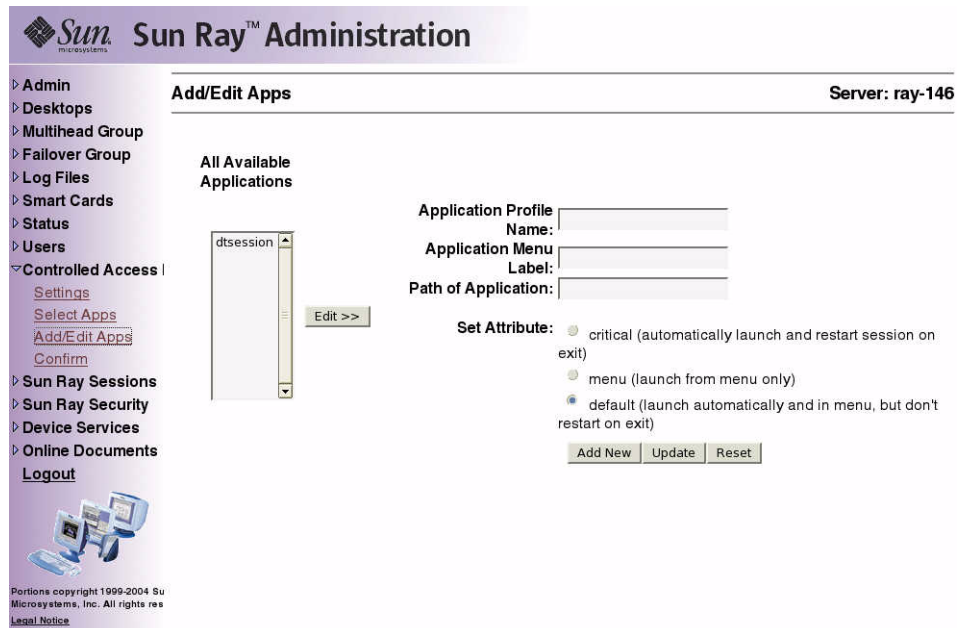 Sun microsystems
Sun Ray™ Administration
Admin
Desktops
Multihead Group
Failover Group
Log Files
Smart Cards
Status
Users
Controlled Access
Settings
Select Apps
Add/Edit Apps
Confirm
Sun Ray Sessions
Sun Ray Security
Device Services
Online Documents
Logout
Portions copyright 1999-2004 Su
Microsystems, Inc. All rights res
Legal Notice
Add/Edit Apps
Server: ray-146
All Available
Applications
dtsession
Edit >>
Application Profile
Name:
Application Menu
Label:
Path of Application:
Set Attribute:
critical (automatically launch and restart session on
exit)
menu (launch from menu only)
default (launch automatically and in menu, but don't
restart on exit)
Add New
Update
Reset